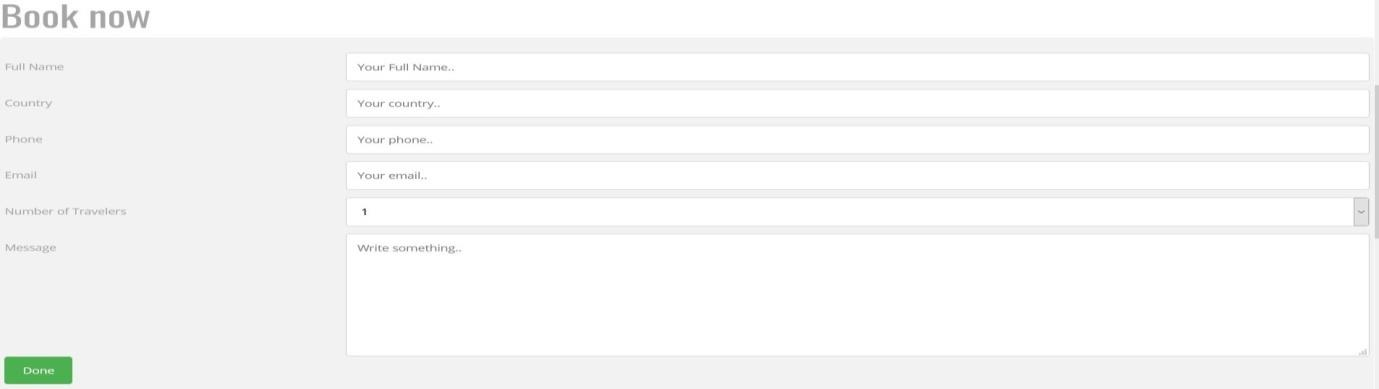 Book now
Full Name Your Full Name..
Country Your country..
Phone Your phone..
Email Your email..
Number of Travelers 1
Message Write something..
Done